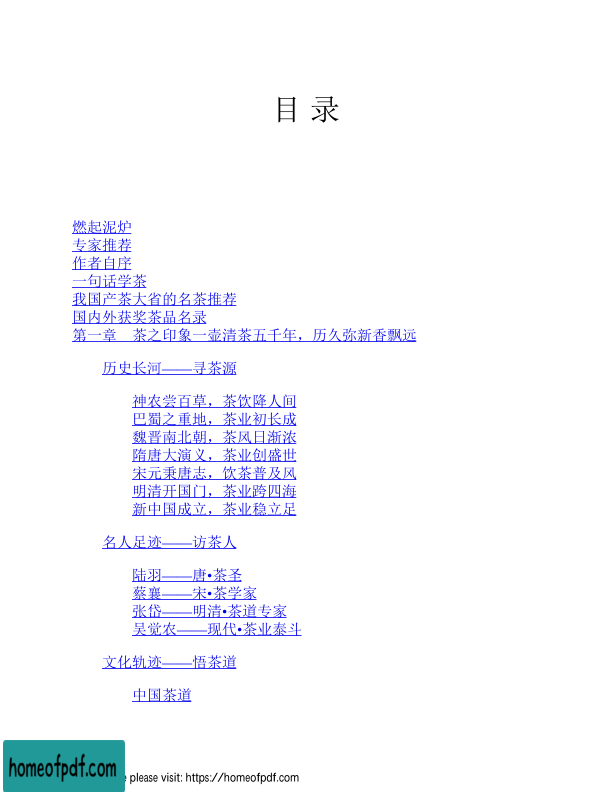 目 录
燃起泥炉
专家推荐
作者自序
一句话学茶
我国产茶大省的名茶推荐
国内外获奖茶品名录
第一章　茶之印象一壶清茶五千年，历久弥新香飘远
历史长河——寻茶源
神农尝百草，茶饮降人间
巴蜀之重地，茶业初长成
魏晋南北朝，茶风日渐浓
隋唐大演义，茶业创盛世
宋元秉唐志，饮茶普及风
明清开国门，茶业跨四海
新中国成立，茶业稳立足
名人足迹——访茶人
陆羽——唐•茶圣
蔡襄——宋•茶学家
张岱——明清•茶道专家
吴觉农——现代•茶业泰斗
文化轨迹——悟茶道
中国茶道
homeofpdf.com
e please visit: https://homeofpdf.com